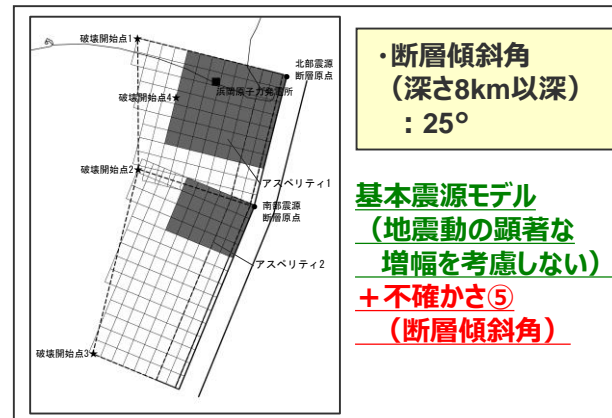 破壊開始点1
北部震源
断層原点
浜岡原子力発電所
破壊開始点4
破壊開始点2
アスペリティ1
南部震源
断層原点
アスペリティ2
破壊開始点3
・断層傾斜角
(深さ8km以深)
：25°
基本震源モデル
(地震動の顕著な
増幅を考慮しない)
＋不確かさ⑤
(断層傾斜角)